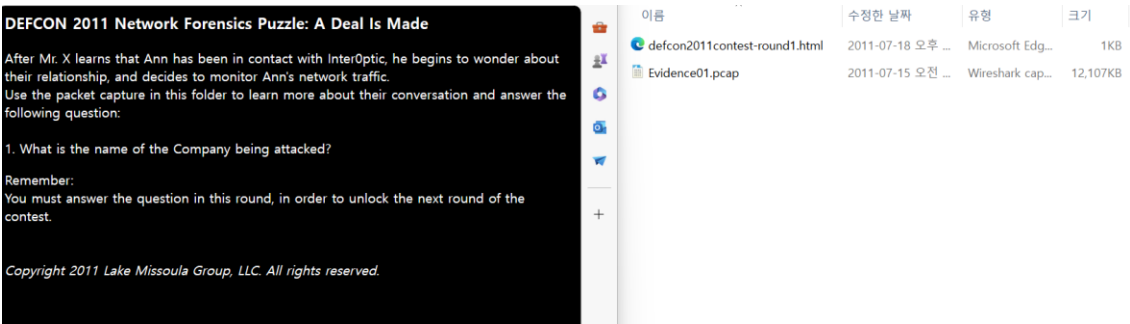 DEFCON 2011 Network Forensics Puzzle: A Deal Is Made
After Mr. X learns that Ann has been in contact with Inter0ptic, he begins to wonder about
their relationship, and decides to monitor Ann's network traffic.
Use the packet capture in this folder to learn more about their conversation and answer the
following question:
1. What is the name of the Company being attacked?
Remember:
You must answer the question in this round, in order to unlock the next round of the
contest.
Copyright 2011 Lake Missoula Group, LLC. All rights reserved.
이름 수정한 날짜 유형 크기
defcon2011contest-round1.html 2011-07-18 오후 ... Microsoft Edg... 1KB
Evidence01.pcap 2011-07-15 오전 ... Wireshark cap... 12,107KB